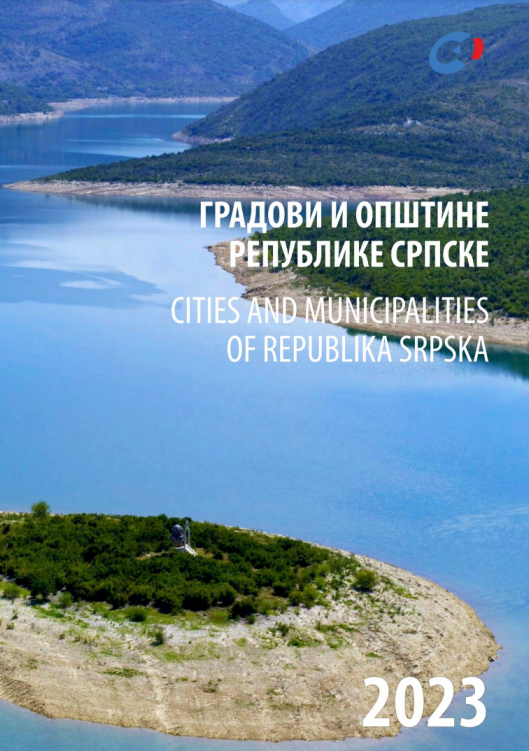 ГРАДОВИ И ОПШТИНЕ
РЕПУБЛИКЕ СРПСКЕ
CITIES AND MUNICIPALITIES
OF REPUBLIKA SRPSKA
2023